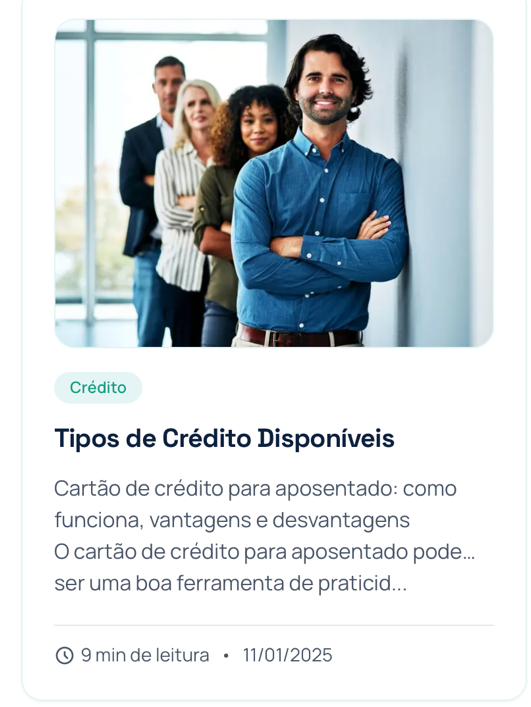 Crédito
Tipos de Crédito Disponíveis
Cartão de crédito para aposentado: como
funciona, vantagens e desvantagens
O cartão de crédito para aposentado pode...
ser uma boa ferramenta de praticid...
9 min de leitura • 11/01/2025